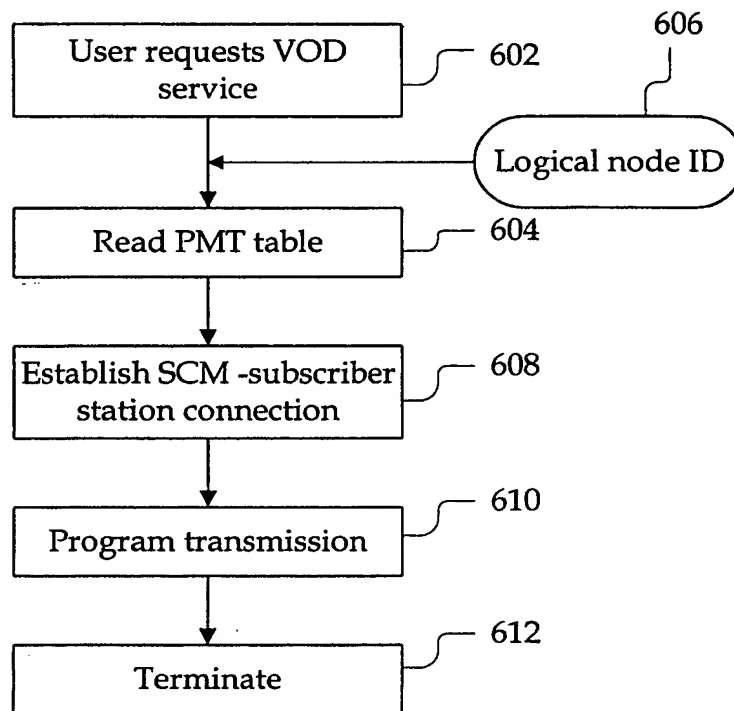 User requests VOD
service
602
606
Logical node ID
Read PMT table
604
Establish SCM -subscriber
station connection
608
Program transmission
610
Terminate
612